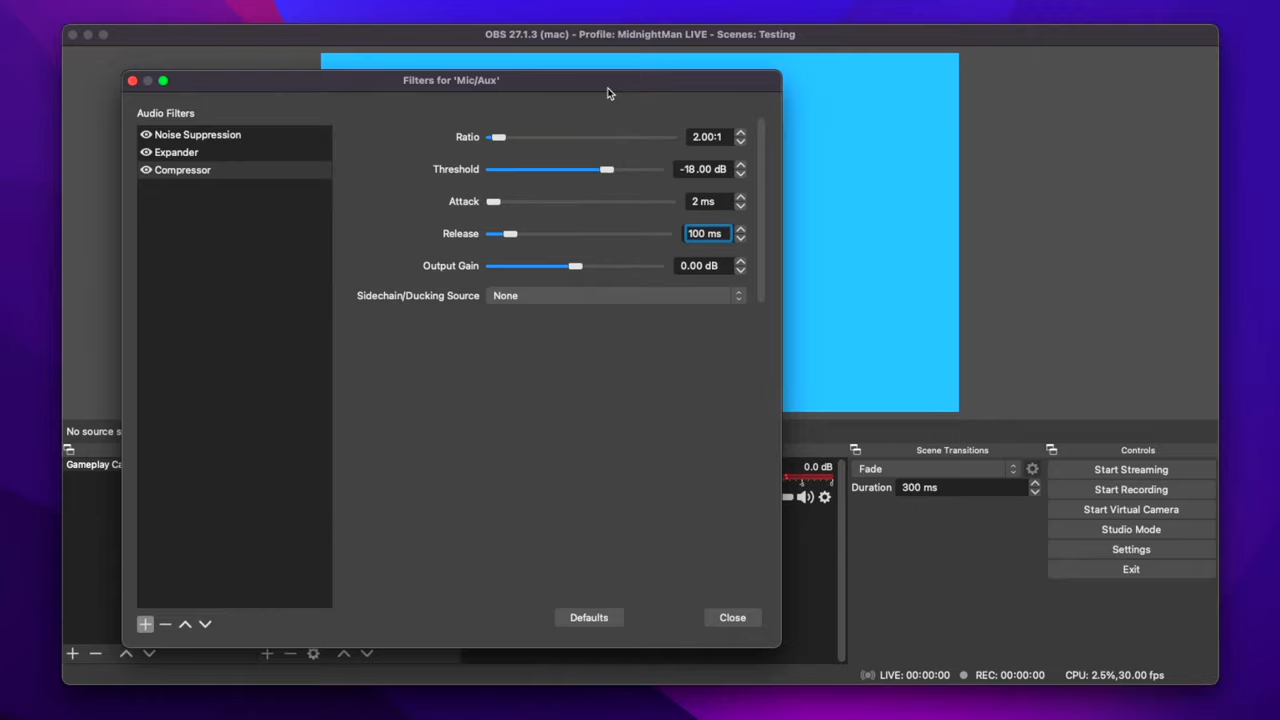 OBS 27.1.3 (mac) - Profile: MidnightMan LIVE - Scenes: Testing
Filters for 'Mic/Aux'
Audio Filters
Noise Suppression
Expander
Compressor
Ratio 2.00:1
Threshold -18.00 dB
Attack 2 ms
Release 100 ms
Output Gain 0.00 dB
Sidechain/Ducking Source None
Defaults Close
No source s
Gameplay Ca
0.0 dB
Scene Transitions
Fade
Duration 300 ms
Controls
Start Streaming
Start Recording
Start Virtual Camera
Studio Mode
Settings
Exit
LIVE: 00:00:00 REC: 00:00:00 CPU: 2.5%,30.00 fps